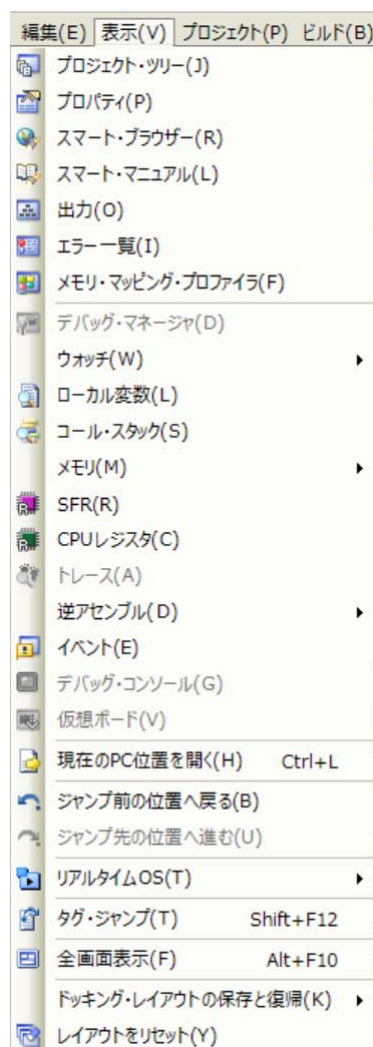 編集(E) 表示(V) プロジェクト(P) ビルド(B)
プロジェクト・ツリー(J)
プロパティ(P)
スマート・ブラウザー(R)
スマート・マニュアル(L)
出力(O)
エラー一覧(I)
メモリ・マッピング・プロファイラ(F)
デバッグ・マネージャ(D)
ウォッチ(W)
ローカル変数(L)
コール・スタック(S)
メモリ(M)
SFR(R)
CPUレジスタ(C)
トレース(A)
逆アセンブル(D)
イベント(E)
デバッグ・コンソール(G)
仮想ボード(V)
現在のPC位置を開く(H) Ctrl+L
ジャンプ前の位置へ戻る(B)
ジャンプ先の位置へ進む(U)
リアルタイムOS(T)
タグ・ジャンプ(T) Shift+F12
全画面表示(F) Alt+F10
ドッキング・レイアウトの保存と復帰(K)
レイアウトをリセット(Y)